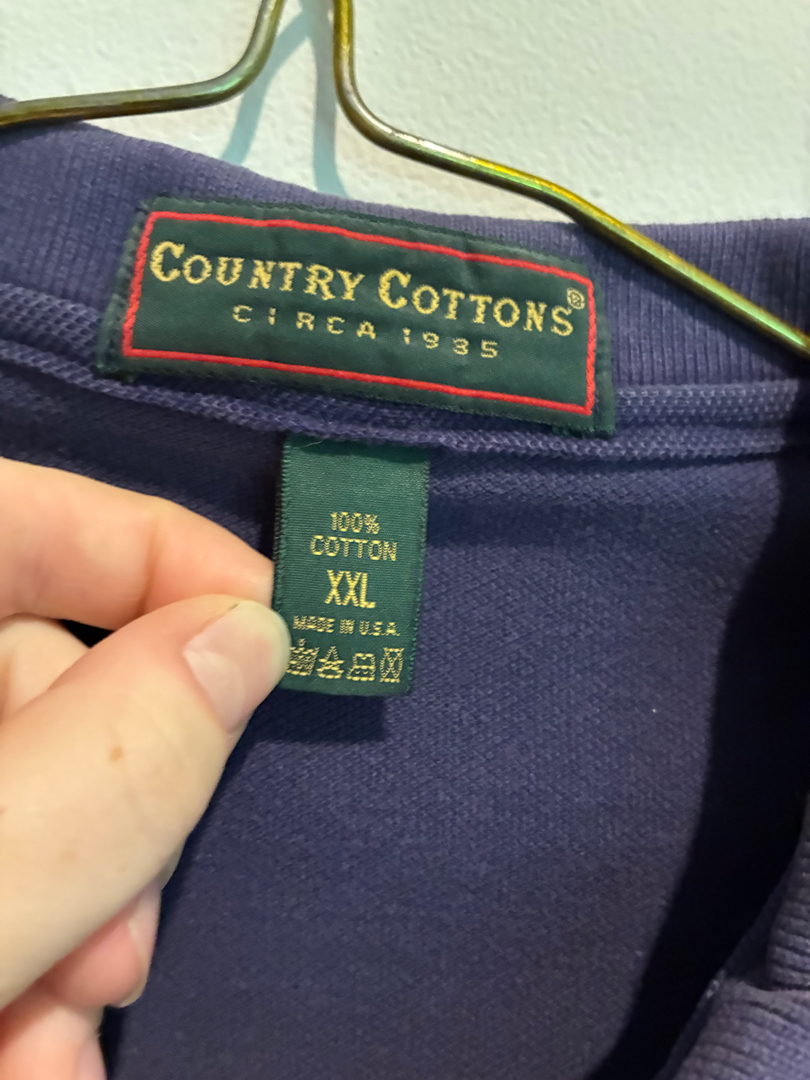 COUNTRY COTTONS®
CIRCA 1935
100%
COTTON
XXL
MADE IN U.S.A.